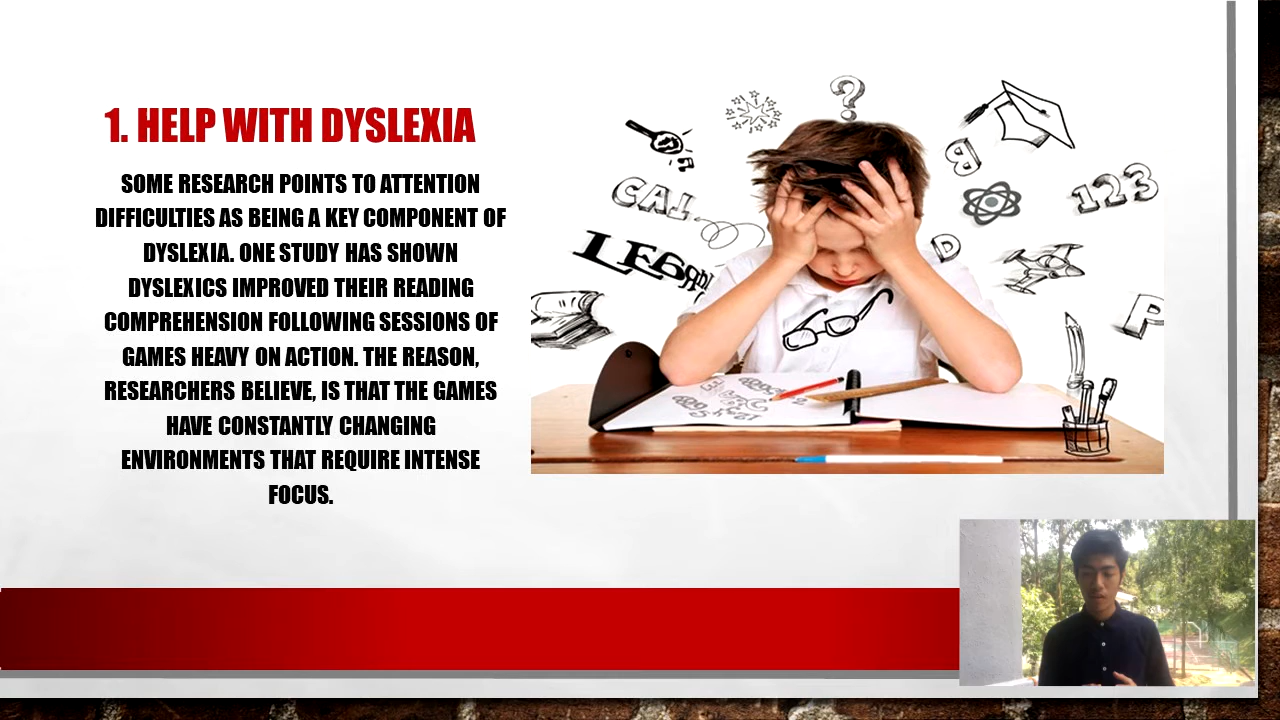 1. HELP WITH DYSLEXIA
SOME RESEARCH POINTS TO ATTENTION
DIFFICULTIES AS BEING A KEY COMPONENT OF
DYSLEXIA. ONE STUDY HAS SHOWN
DYSLEXICS IMPROVED THEIR READING
COMPREHENSION FOLLOWING SESSIONS OF
GAMES HEAVY ON ACTION. THE REASON,
RESEARCHERS BELIEVE, IS THAT THE GAMES
HAVE CONSTANTLY CHANGING
ENVIRONMENTS THAT REQUIRE INTENSE
FOCUS.
?
B
123
CAT
D
P